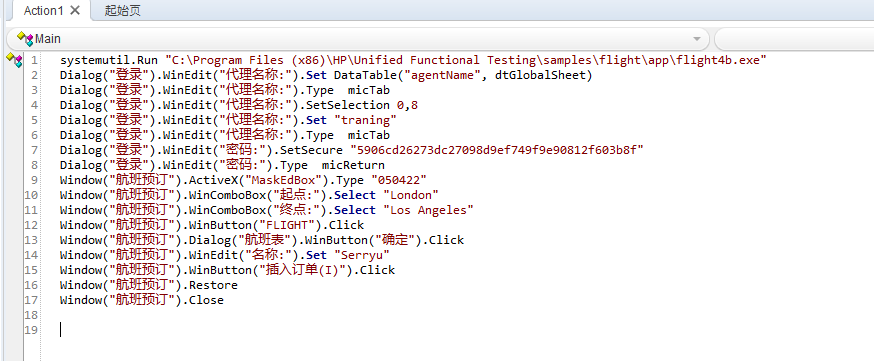 Action1 起始页
Main
1 systemutil.Run "C:\Program Files (x86)\HP\Unified Functional Testing\samples\flight\app\flight4b.exe"
2 Dialog("登录").WinEdit("代理名称:").Set DataTable("agentName", dtGlobalSheet)
3 Dialog("登录").WinEdit("代理名称:").Type  micTab
4 Dialog("登录").WinEdit("代理名称:").SetSelection 0,8
5 Dialog("登录").WinEdit("代理名称:").Set "traning"
6 Dialog("登录").WinEdit("代理名称:").Type  micTab
7 Dialog("登录").WinEdit("密码:").SetSecure "5906cd26273dc27098d9ef749f9e90812f603b8f"
8 Dialog("登录").WinEdit("密码:").Type  micReturn
9 Window("航班预订").ActiveX("MaskEdBox").Type "050422"
10 Window("航班预订").WinComboBox("起点:").Select "London"
11 Window("航班预订").WinComboBox("终点:").Select "Los Angeles"
12 Window("航班预订").WinButton("FLIGHT").Click
13 Window("航班预订").Dialog("航班表").WinButton("确定").Click
14 Window("航班预订").WinEdit("名称:").Set "Serryu"
15 Window("航班预订").WinButton("插入订单(I)").Click
16 Window("航班预订").Restore
17 Window("航班预订").Close
18
19